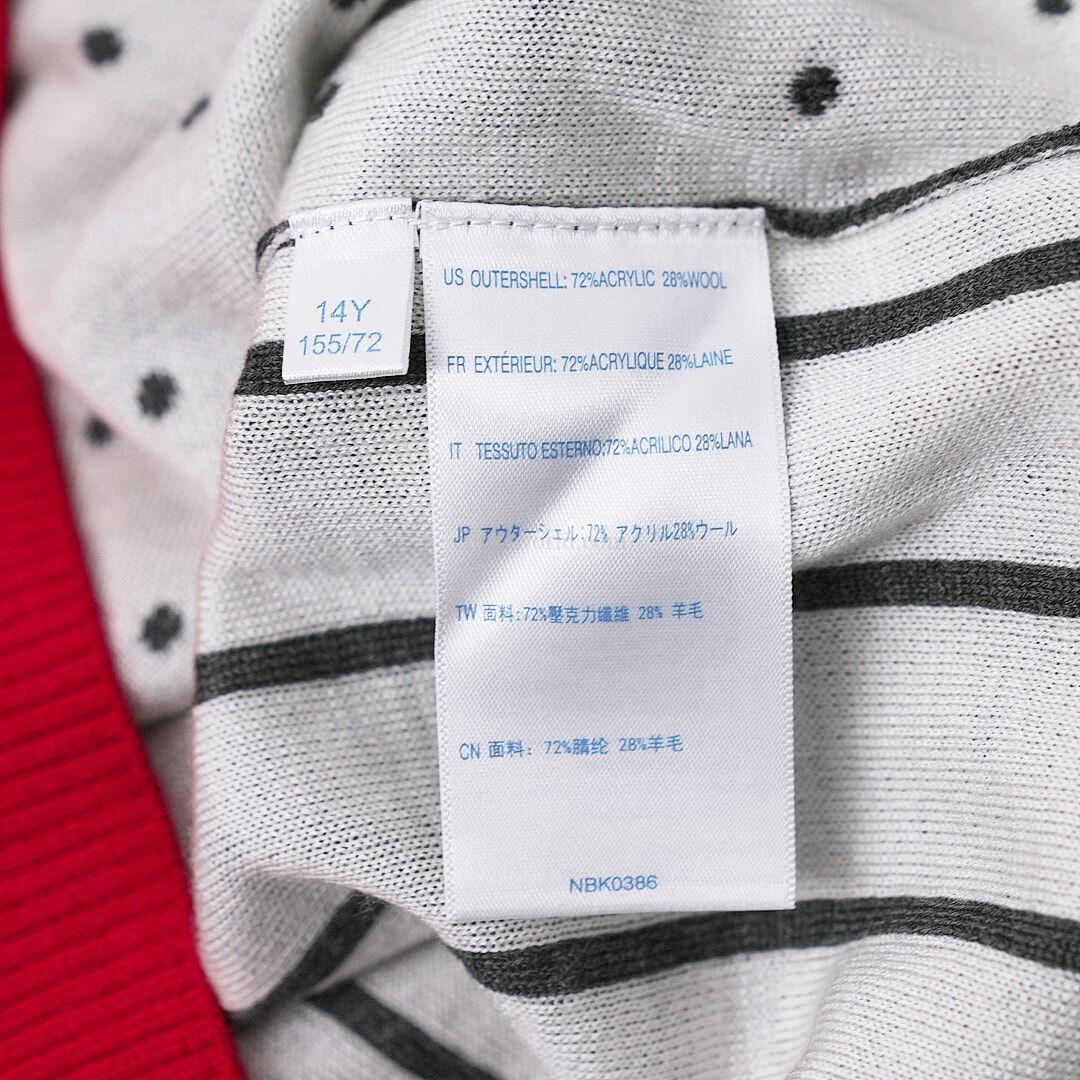 14Y
155/72
US OUTERSHELL: 72%ACRYLIC 28%WOOL
FR EXTÉRIEUR: 72%ACRYLIQUE 28%LAINE
IT TESSUTO ESTERNO:72%ACRILICO 28%LANA
JP アウターシェル:72% アクリル28%ウール
TW 面料:72%壓克力纖維 28% 羊毛
CN 面料: 72%腈纶 28%羊毛
NBK0386